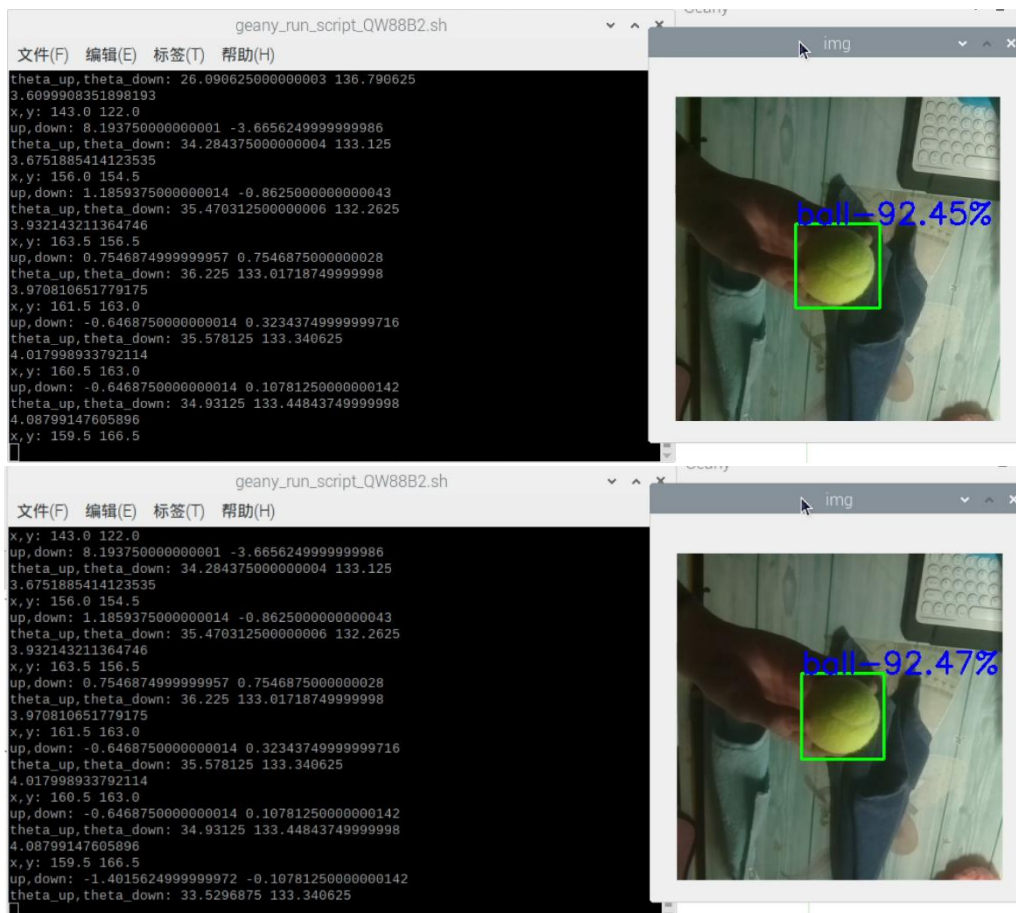 geany_run_script_QW88B2.sh
文件(F) 编辑(E) 标签(T) 帮助(H)
theta_up,theta_down: 26.090625000000003 136.790625
3.6099908351898193
x,y: 143.0 122.0
up,down: 8.193750000000001 -3.6656249999999986
theta_up,theta_down: 34.284375000000004 133.125
3.6751885414123535
x,y: 156.0 154.5
up,down: 1.1859375000000014 -0.8625000000000043
theta_up,theta_down: 35.470312500000006 132.2625
3.932143211364746
x,y: 163.5 156.5
up,down: 0.7546874999999957 0.7546875000000028
theta_up,theta_down: 36.225 133.01718749999998
3.970810651779175
x,y: 161.5 163.0
up,down: -0.6468750000000014 0.32343749999999716
theta_up,theta_down: 35.578125 133.340625
4.017998933792114
x,y: 160.5 163.0
up,down: -0.6468750000000014 0.10781250000000142
theta_up,theta_down: 34.93125 133.44843749999998
4.08799147605896
x,y: 159.5 166.5
img
ball-92.45%
geany_run_script_QW88B2.sh
文件(F) 编辑(E) 标签(T) 帮助(H)
x,y: 143.0 122.0
up,down: 8.193750000000001 -3.6656249999999986
theta_up,theta_down: 34.284375000000004 133.125
3.6751885414123535
x,y: 156.0 154.5
up,down: 1.1859375000000014 -0.8625000000000043
theta_up,theta_down: 35.470312500000006 132.2625
3.932143211364746
x,y: 163.5 156.5
up,down: 0.7546874999999957 0.7546875000000028
theta_up,theta_down: 36.225 133.01718749999998
3.970810651779175
x,y: 161.5 163.0
up,down: -0.6468750000000014 0.32343749999999716
theta_up,theta_down: 35.578125 133.340625
4.017998933792114
x,y: 160.5 163.0
up,down: -0.6468750000000014 0.10781250000000142
theta_up,theta_down: 34.93125 133.44843749999998
4.08799147605896
x,y: 159.5 166.5
up,down: -1.4015624999999972 -0.10781250000000142
theta_up,theta_down: 33.5296875 133.340625
img
ball-92.47%